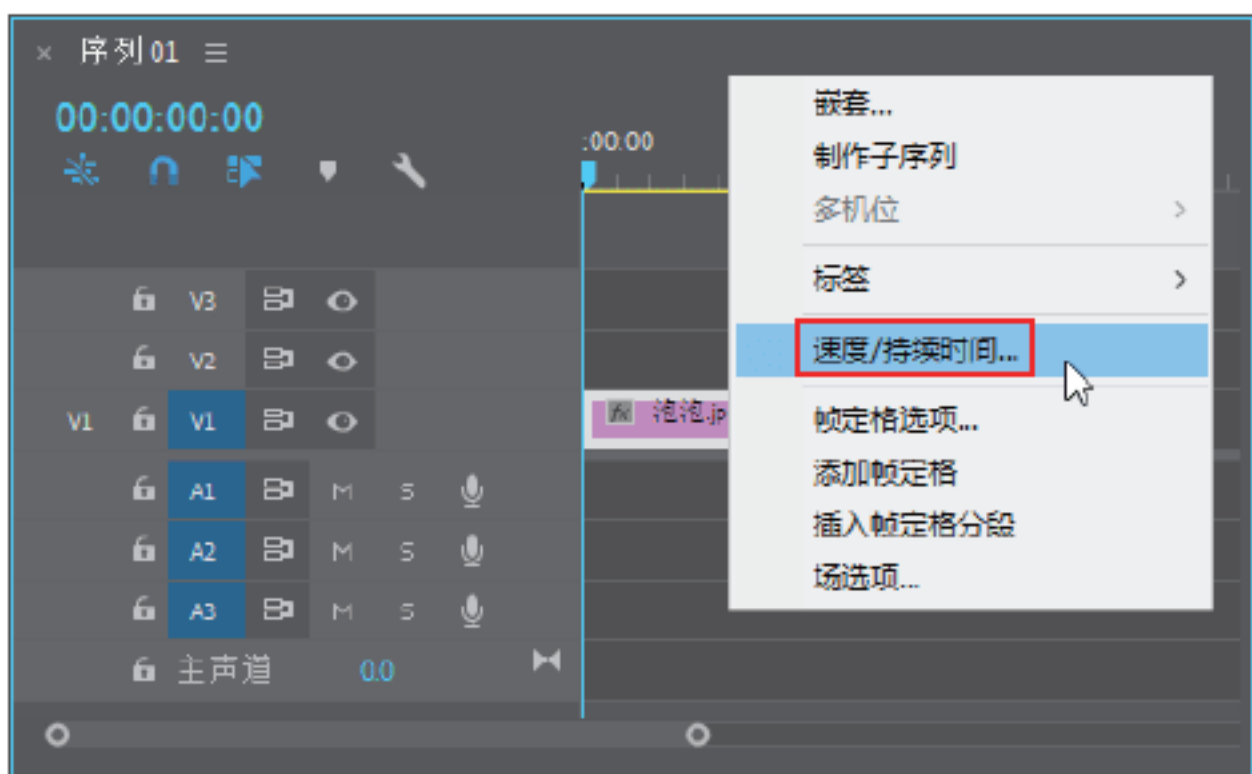 × 序列 01 ≡
00:00:00:00
:00:00
嵌套...
制作子序列
多机位 >
标签 >
速度/持续时间...
帧定格选项...
添加帧定格
插入帧定格分段
场选项...
V3
V2
V1 V1 fx 泡泡.jp
A1 M S
A2 M S
A3 M S
主声道 0.0